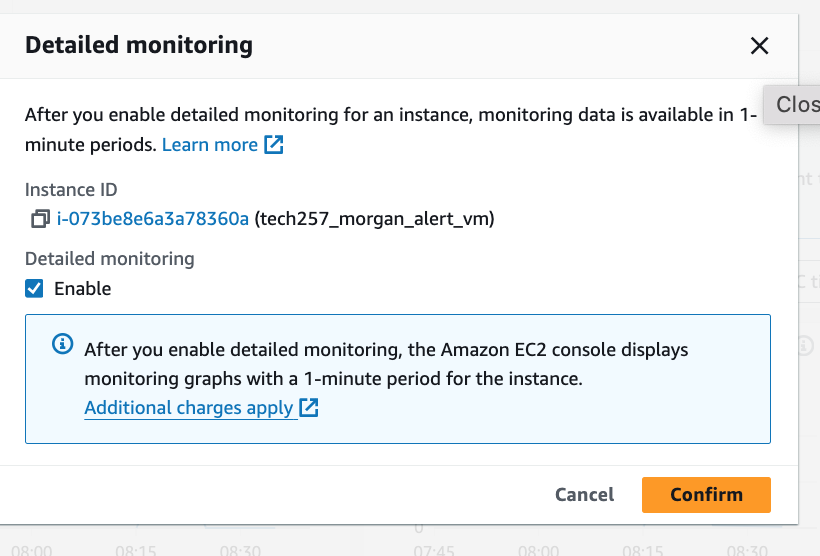 Detailed monitoring
After you enable detailed monitoring for an instance, monitoring data is available in 1-
minute periods. Learn more
Instance ID
i-073be8e6a3a78360a (tech257_morgan_alert_vm)
Detailed monitoring
Enable
After you enable detailed monitoring, the Amazon EC2 console displays
monitoring graphs with a 1-minute period for the instance.
Additional charges apply
Cancel Confirm
0
08:00 08:15 08:30 07:45 08:00 08:15 08:30